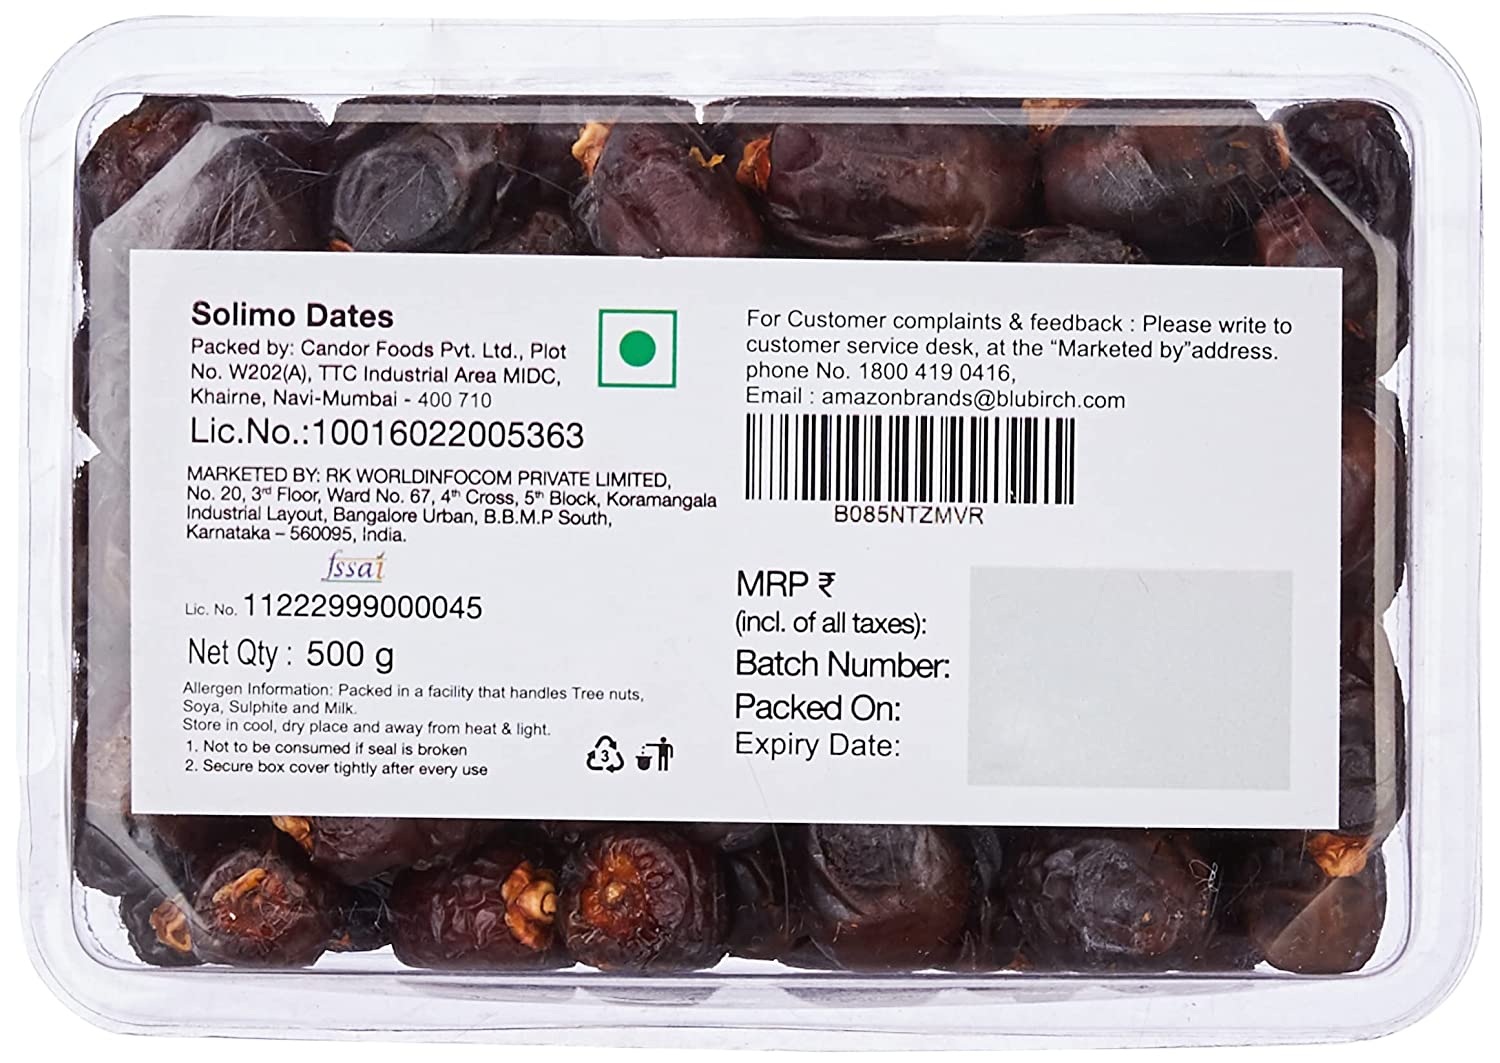 Solimo Dates
Packed by: Candor Foods Pvt. Ltd., Plot
No. W202(A), TTC Industrial Area MIDC,
Khairne, Navi-Mumbai - 400 710
Lic.No.:10016022005363
MARKETED BY: RK WORLDINFOCOM PRIVATE LIMITED,
No. 20, 3rd Floor, Ward No. 67, 4th Cross, 5th Block, Koramangala
Industrial Layout, Bangalore Urban, B.B.M.P South,
Karnataka – 560095, India.
fssai
Lic. No. 11222999000045
Net Qty : 500 g
Allergen Information: Packed in a facility that handles Tree nuts,
Soya, Sulphite and Milk.
Store in cool, dry place and away from heat & light.
1. Not to be consumed if seal is broken
2. Secure box cover tightly after every use
3
For Customer complaints & feedback : Please write to
customer service desk, at the “Marketed by”address.
phone No. 1800 419 0416,
Email : amazonbrands@blubirch.com
B085NTZMVR
MRP ₹
(incl. of all taxes):
Batch Number:
Packed On:
Expiry Date: